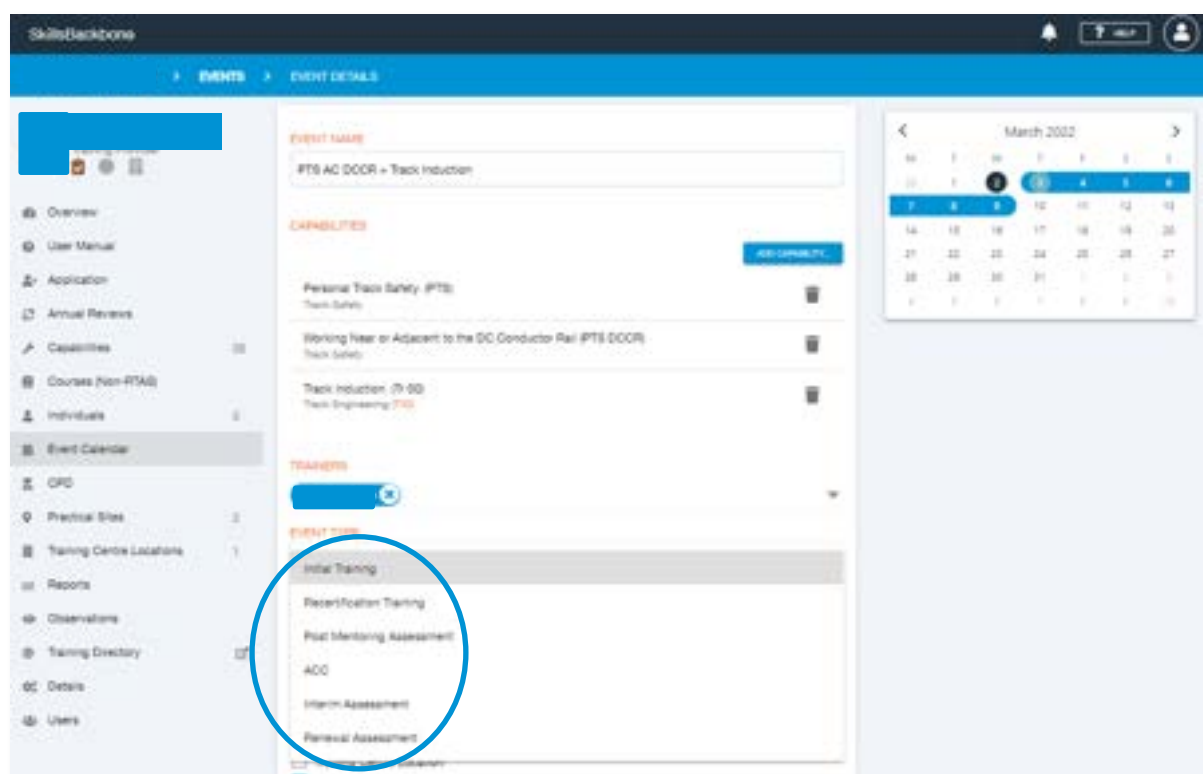 SkillsBackbone
? HELP
> EVENTS > EVENT DETAILS
Overview
User Manual
Application
Annual Reviews
Capabilities
Courses (Non-RTAS)
Individuals
Event Calendar
CPD
Practical Sites 2
Training Centre Locations 1
Reports
Observations
Training Directory
Details
Users
EVENT NAME
PTS AC DCCR + Track Induction
CAPABILITIES
ADD CAPABILITY...
Personal Track Safety (PTS)
Track Safety
Working Near or Adjacent to the DC Conductor Rail (PTS DCCR)
Track Safety
Track Induction
Track Engineering
TRAINERS
EVENT TYPE
Initial Training
Recertification Training
Post Mentoring Assessment
ACC
Interim Assessment
Renewal Assessment
< March 2022 >
M T W T F S S
2 3 4 5 6
7 8 9 10 11 12 13
14 15 16 17 18 19 20
21 22 23 24 25 26 27
28 29 30 31